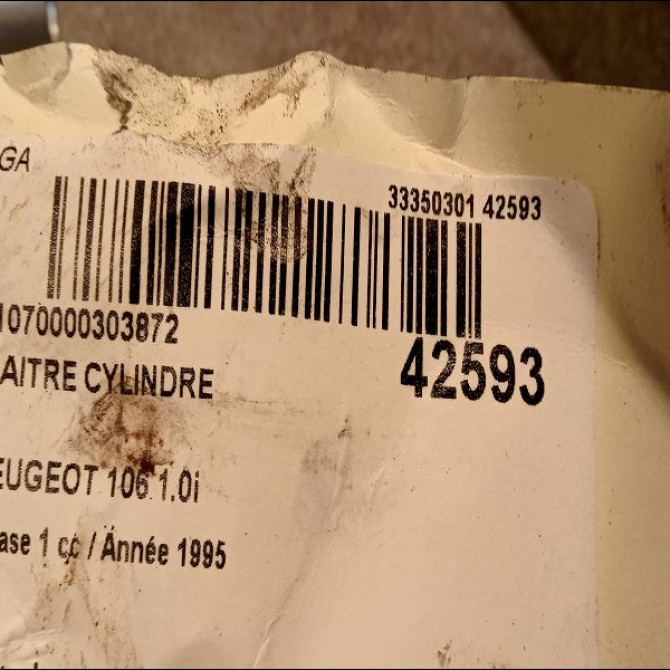 GA
33350301 42593
1070000303872
42593
AITRE CYLINDRE
EUGEOT 106 1.0i
ase 1 cc / Année 1995